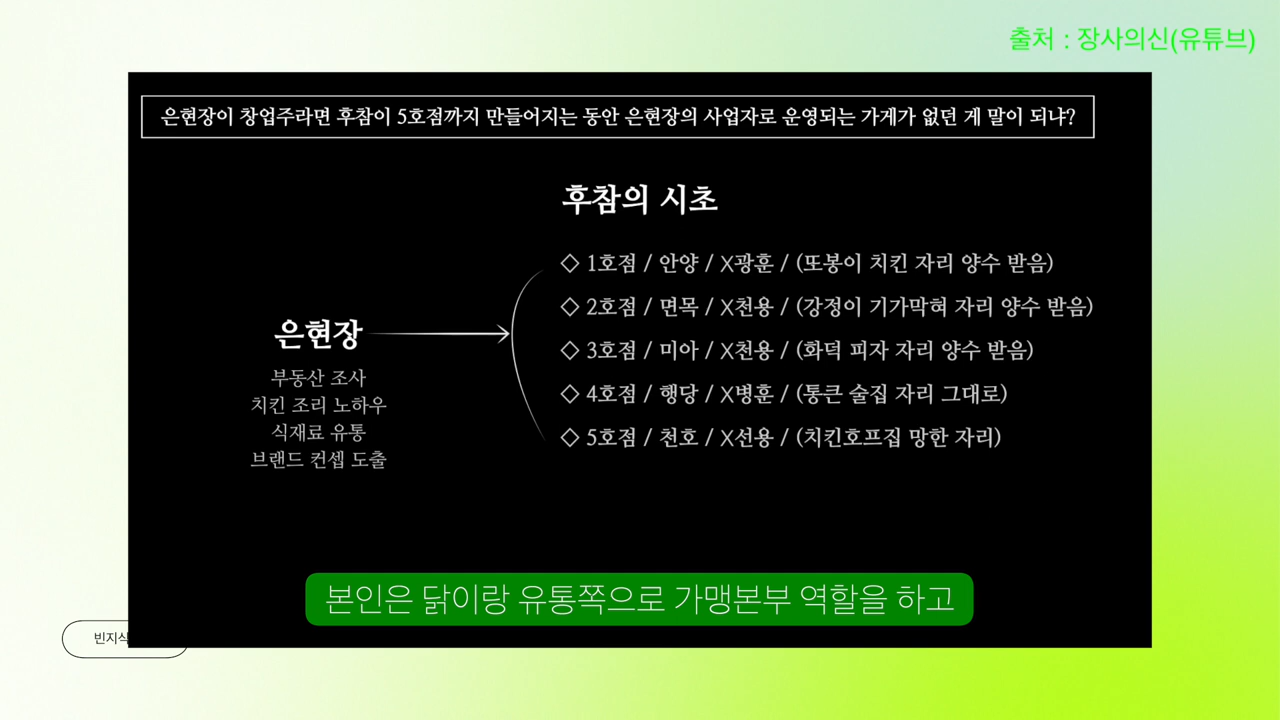 출처 : 장사의신(유튜브)
은현장이 창업주라면 후참이 5호점까지 만들어지는 동안 은현장의 사업자로 운영되는 가게가 없던 게 말이 되냐?
후참의 시초
◇ 1호점 / 안양 / X광훈 / (또봉이 치킨 자리 양수 받음)
◇ 2호점 / 면목 / X천용 / (강정이 기가막혀 자리 양수 받음)
◇ 3호점 / 미아 / X천용 / (화덕 피자 자리 양수 받음)
◇ 4호점 / 행당 / X병훈 / (통큰 술집 자리 그대로)
◇ 5호점 / 천호 / X선용 / (치킨호프집 망한 자리)
은현장
부동산 조사
치킨 조리 노하우
식재료 유통
브랜드 컨셉 도출
본인은 닭이랑 유통쪽으로 가맹본부 역할을 하고
빈지식